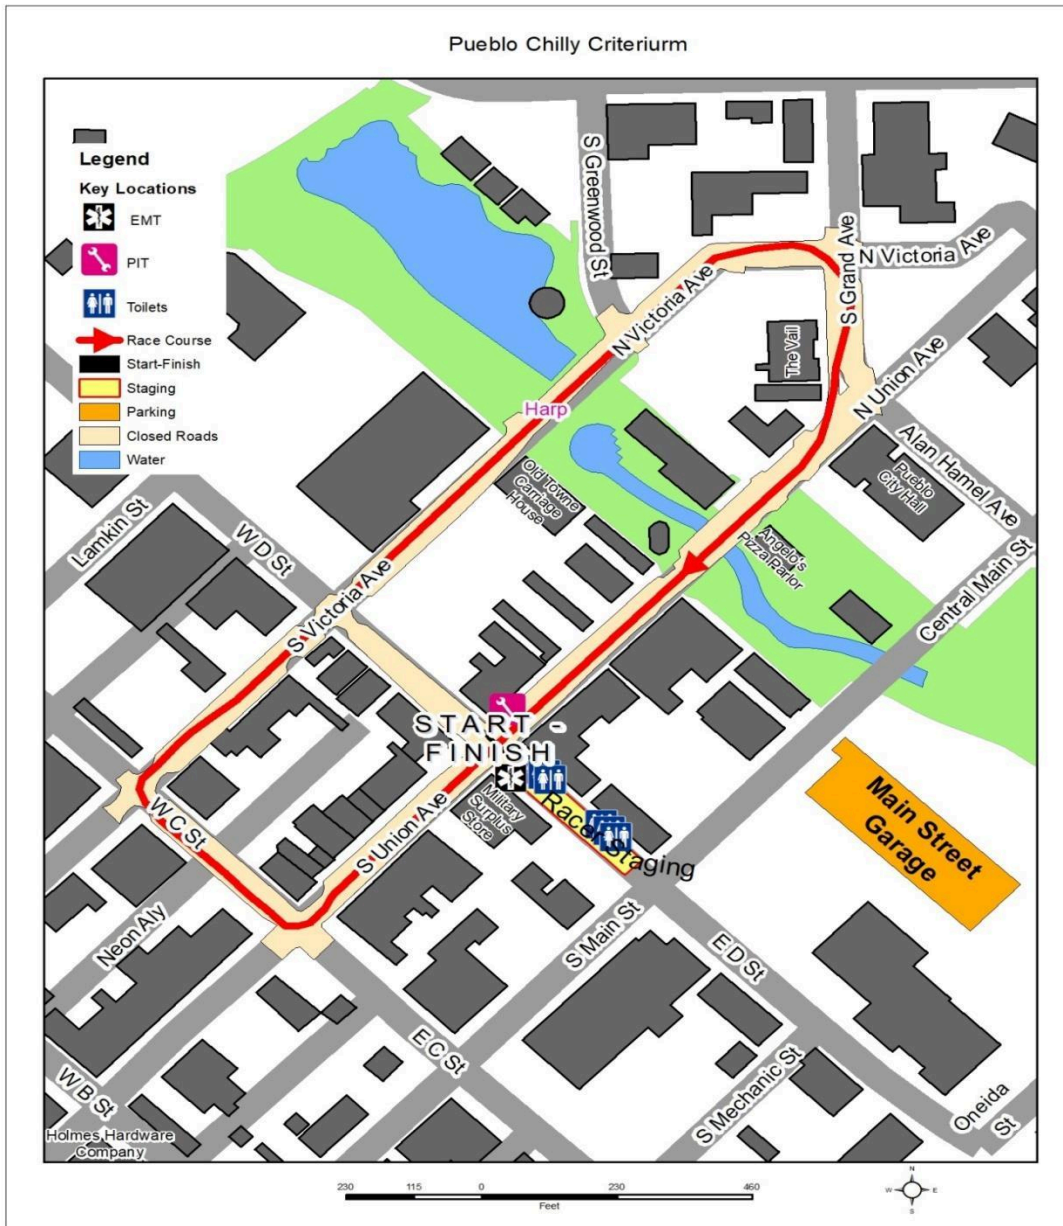 Pueblo Chilly Criteriurm
Legend
Key Locations
EMT
PIT
Toilets
Race Course
Start-Finish
Staging
Parking
Closed Roads
Water
S Greenwood St
N Victoria Ave
S Grand Ave
N Victoria Ave
The Vail
N Union Ave
Alan Hamel Ave
Pueblo
City Hall
Harp
Old Towne
Carriage
House
Angelo's
Pizza Parlor
Central Main St
Lamkin St
W D St
S Victoria Ave
START -
FINISH
Military
Surplus
Store
Racer Staging
Main Street
Garage
W C St
S Union Ave
Neon Aly
S Main St
E D St
E C St
S Mechanic St
Oneida
St
W B St
Holmes Hardware
Company
230 115 0 230 460
Feet
N
W E
S